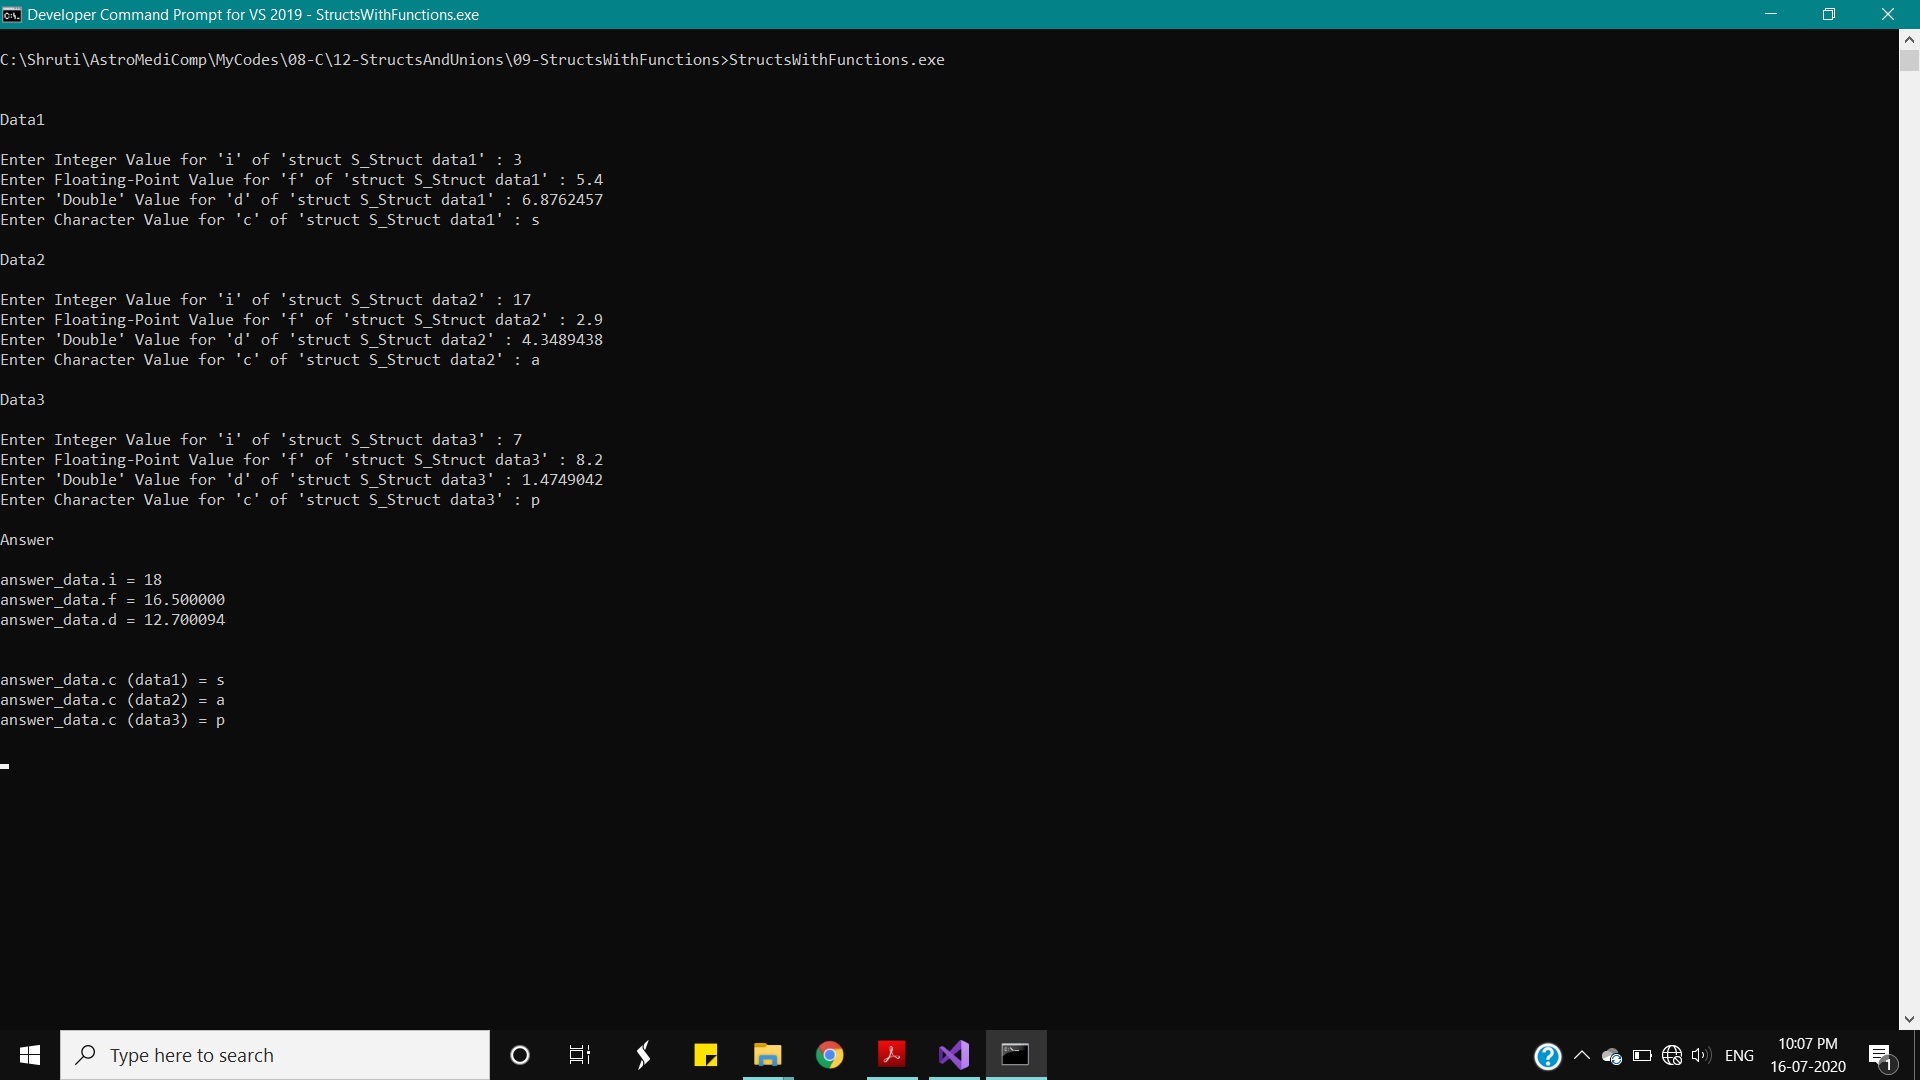 Developer Command Prompt for VS 2019 - StructsWithFunctions.exe
C:\Shruti\AstroMediComp\MyCodes\08-C\12-StructsAndUnions\09-StructsWithFunctions>StructsWithFunctions.exe
Data1
Enter Integer Value for 'i' of 'struct S_Struct data1' : 3
Enter Floating-Point Value for 'f' of 'struct S_Struct data1' : 5.4
Enter 'Double' Value for 'd' of 'struct S_Struct data1' : 6.8762457
Enter Character Value for 'c' of 'struct S_Struct data1' : s
Data2
Enter Integer Value for 'i' of 'struct S_Struct data2' : 17
Enter Floating-Point Value for 'f' of 'struct S_Struct data2' : 2.9
Enter 'Double' Value for 'd' of 'struct S_Struct data2' : 4.3489438
Enter Character Value for 'c' of 'struct S_Struct data2' : a
Data3
Enter Integer Value for 'i' of 'struct S_Struct data3' : 7
Enter Floating-Point Value for 'f' of 'struct S_Struct data3' : 8.2
Enter 'Double' Value for 'd' of 'struct S_Struct data3' : 1.4749042
Enter Character Value for 'c' of 'struct S_Struct data3' : p
Answer
answer_data.i = 18
answer_data.f = 16.500000
answer_data.d = 12.700094
answer_data.c (data1) = s
answer_data.c (data2) = a
answer_data.c (data3) = p
Type here to search
ENG
10:07 PM
16-07-2020
1